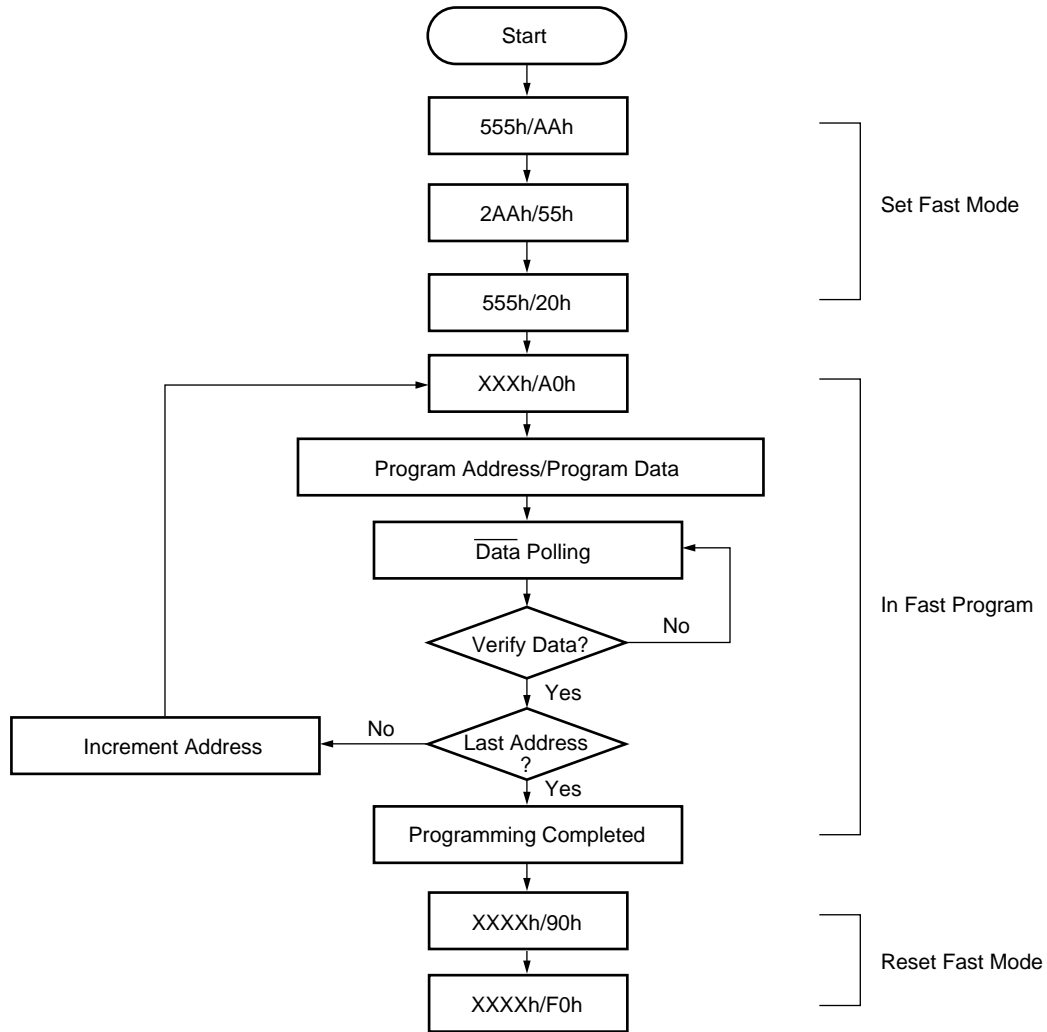 Start
555h/AAh
2AAh/55h
Set Fast Mode
555h/20h
XXXh/A0h
Program Address/Program Data
Data Polling
In Fast Program
Verify Data?
No
Yes
Increment Address
No
Last Address
?
Yes
Programming Completed
XXXXh/90h
Reset Fast Mode
XXXXh/F0h